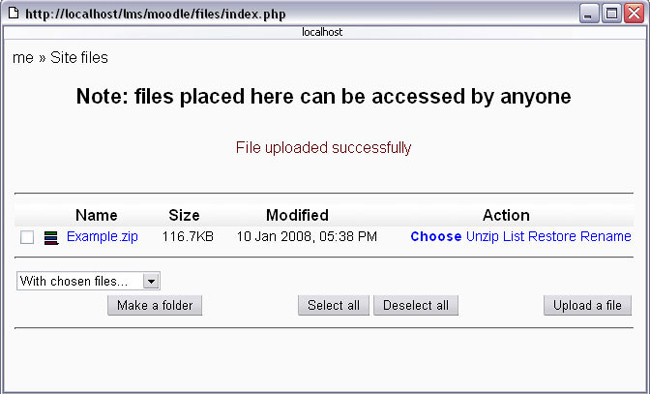 http://localhost/lms/moodle/files/index.php
localhost
me » Site files
Note: files placed here can be accessed by anyone
File uploaded successfully
Name Size Modified Action
Example.zip 116.7KB 10 Jan 2008, 05:38 PM Choose Unzip List Restore Rename
With chosen files...
Make a folder Select all Deselect all Upload a file